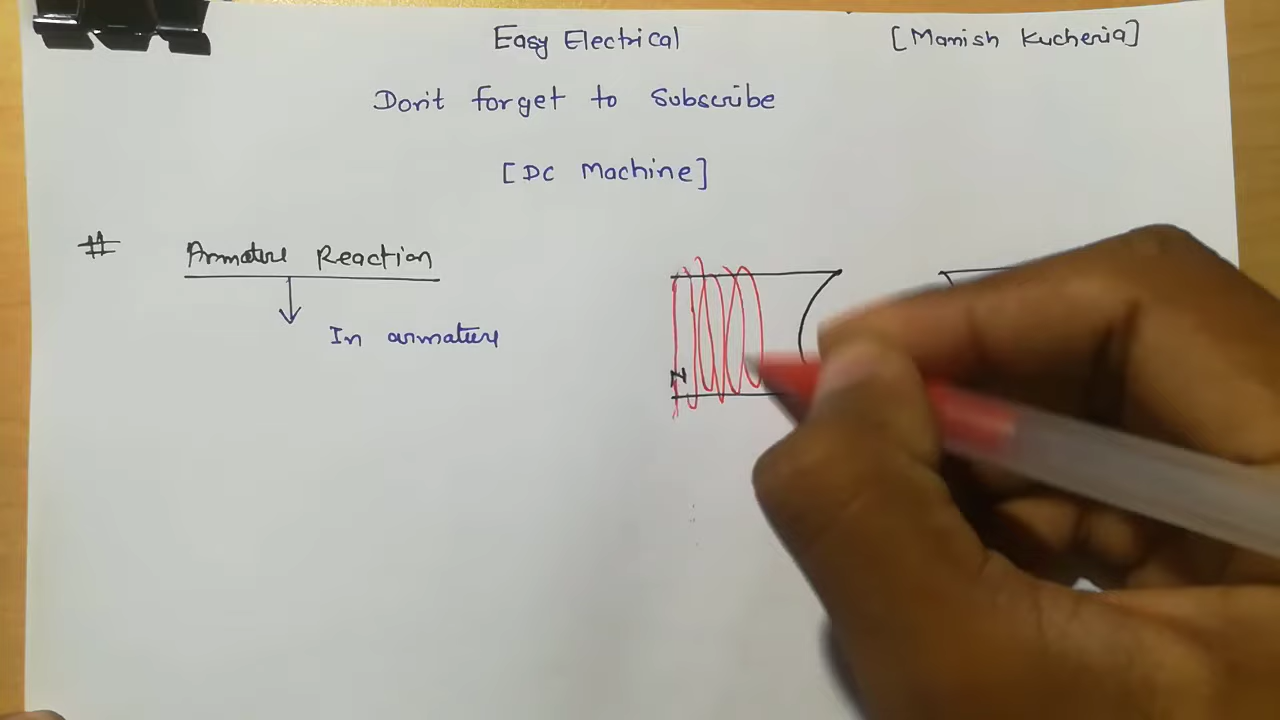 Easy Electrical [Manish Kucheria]
Don't forget to Subscribe
[DC Machine]
# Armature Reaction
In armature
N